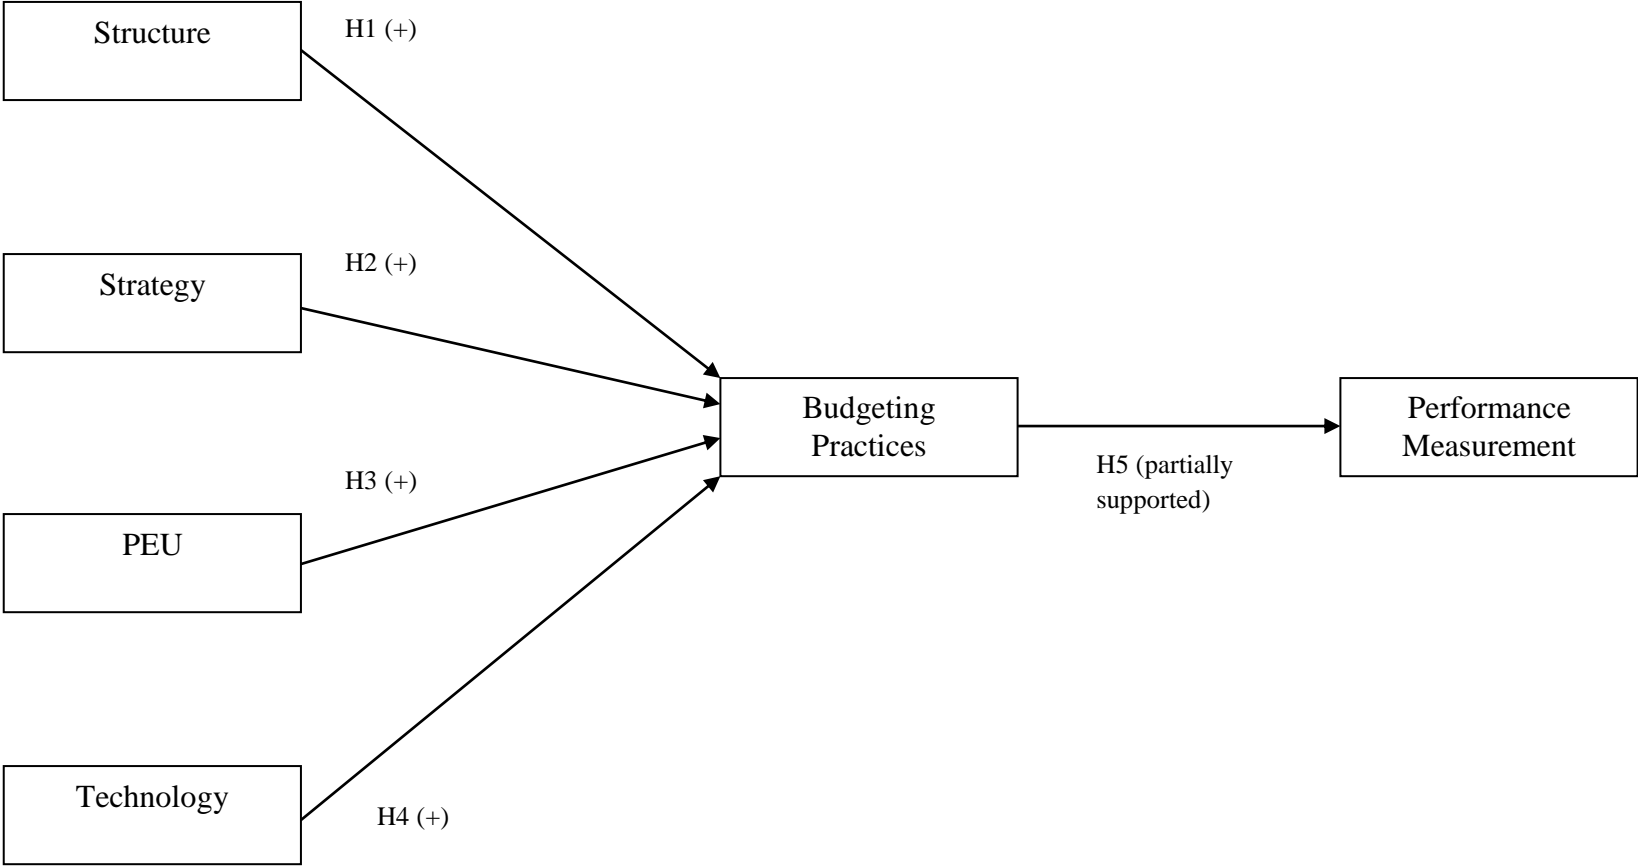 Structure
H1 (+)
Strategy
H2 (+)
Budgeting
Practices
Performance
Measurement
H3 (+)
H5 (partially
supported)
PEU
Technology
H4 (+)